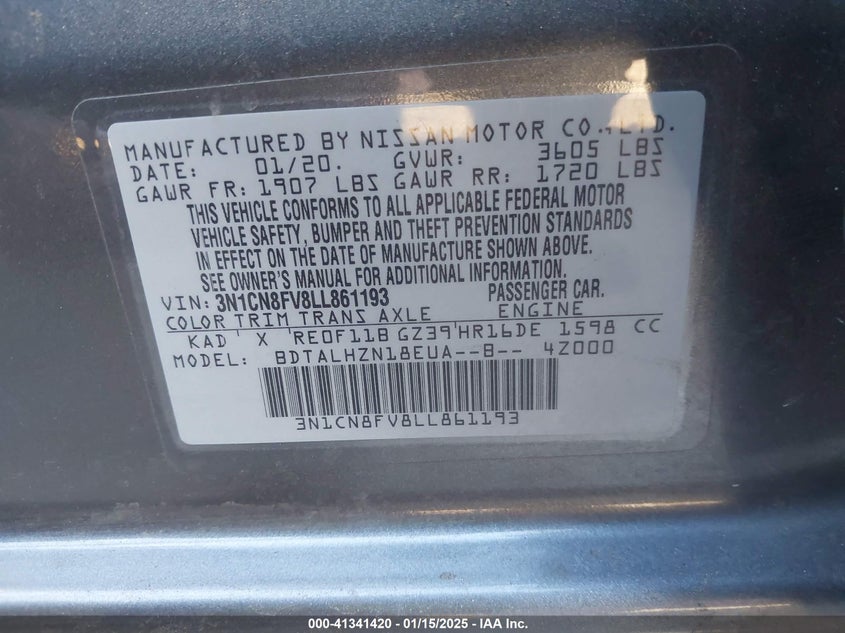 MANUFACTURED BY NISSAN MOTOR CO., LTD.
DATE: 01/20. GVWR: 3605 LBS
GAWR FR: 1907 LBS GAWR RR: 1720 LBS
THIS VEHICLE CONFORMS TO ALL APPLICABLE FEDERAL MOTOR
VEHICLE SAFETY, BUMPER AND THEFT PREVENTION STANDARDS
IN EFFECT ON THE DATE OF MANUFACTURE SHOWN ABOVE.
SEE OWNER'S MANUAL FOR ADDITIONAL INFORMATION.
VIN: 3N1CN8FV8LL861193 PASSENGER CAR.
COLOR TRIM TRANS AXLE ENGINE
KAD ' X 'RE0F11B GZ39'HR16DE 1598 CC
MODEL: BDTALHZN18EUA--B-- 4Z000
3N1CN8FV8LL861193
000-41341420 - 01/15/2025 - IAA, Inc.